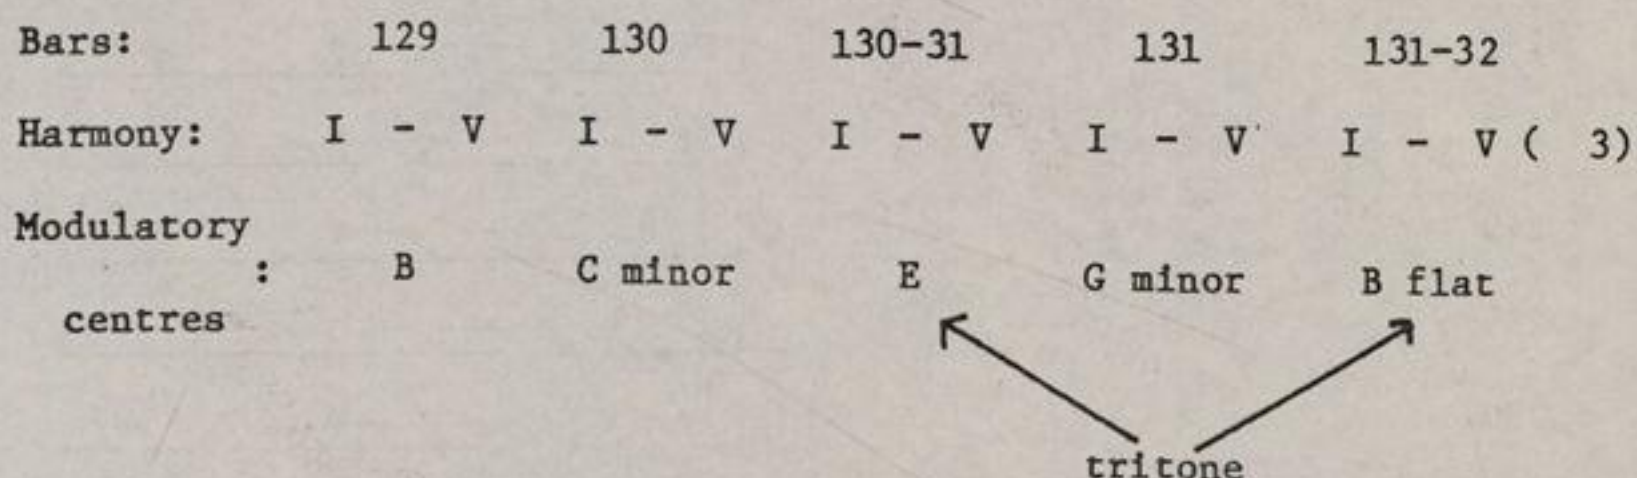 Bars: 129 130 130-31 131 131-32
Harmony: I - V I - V I - V I - V I - V ( 3)
Modulatory
: B C minor E G minor B flat
centres
tritone